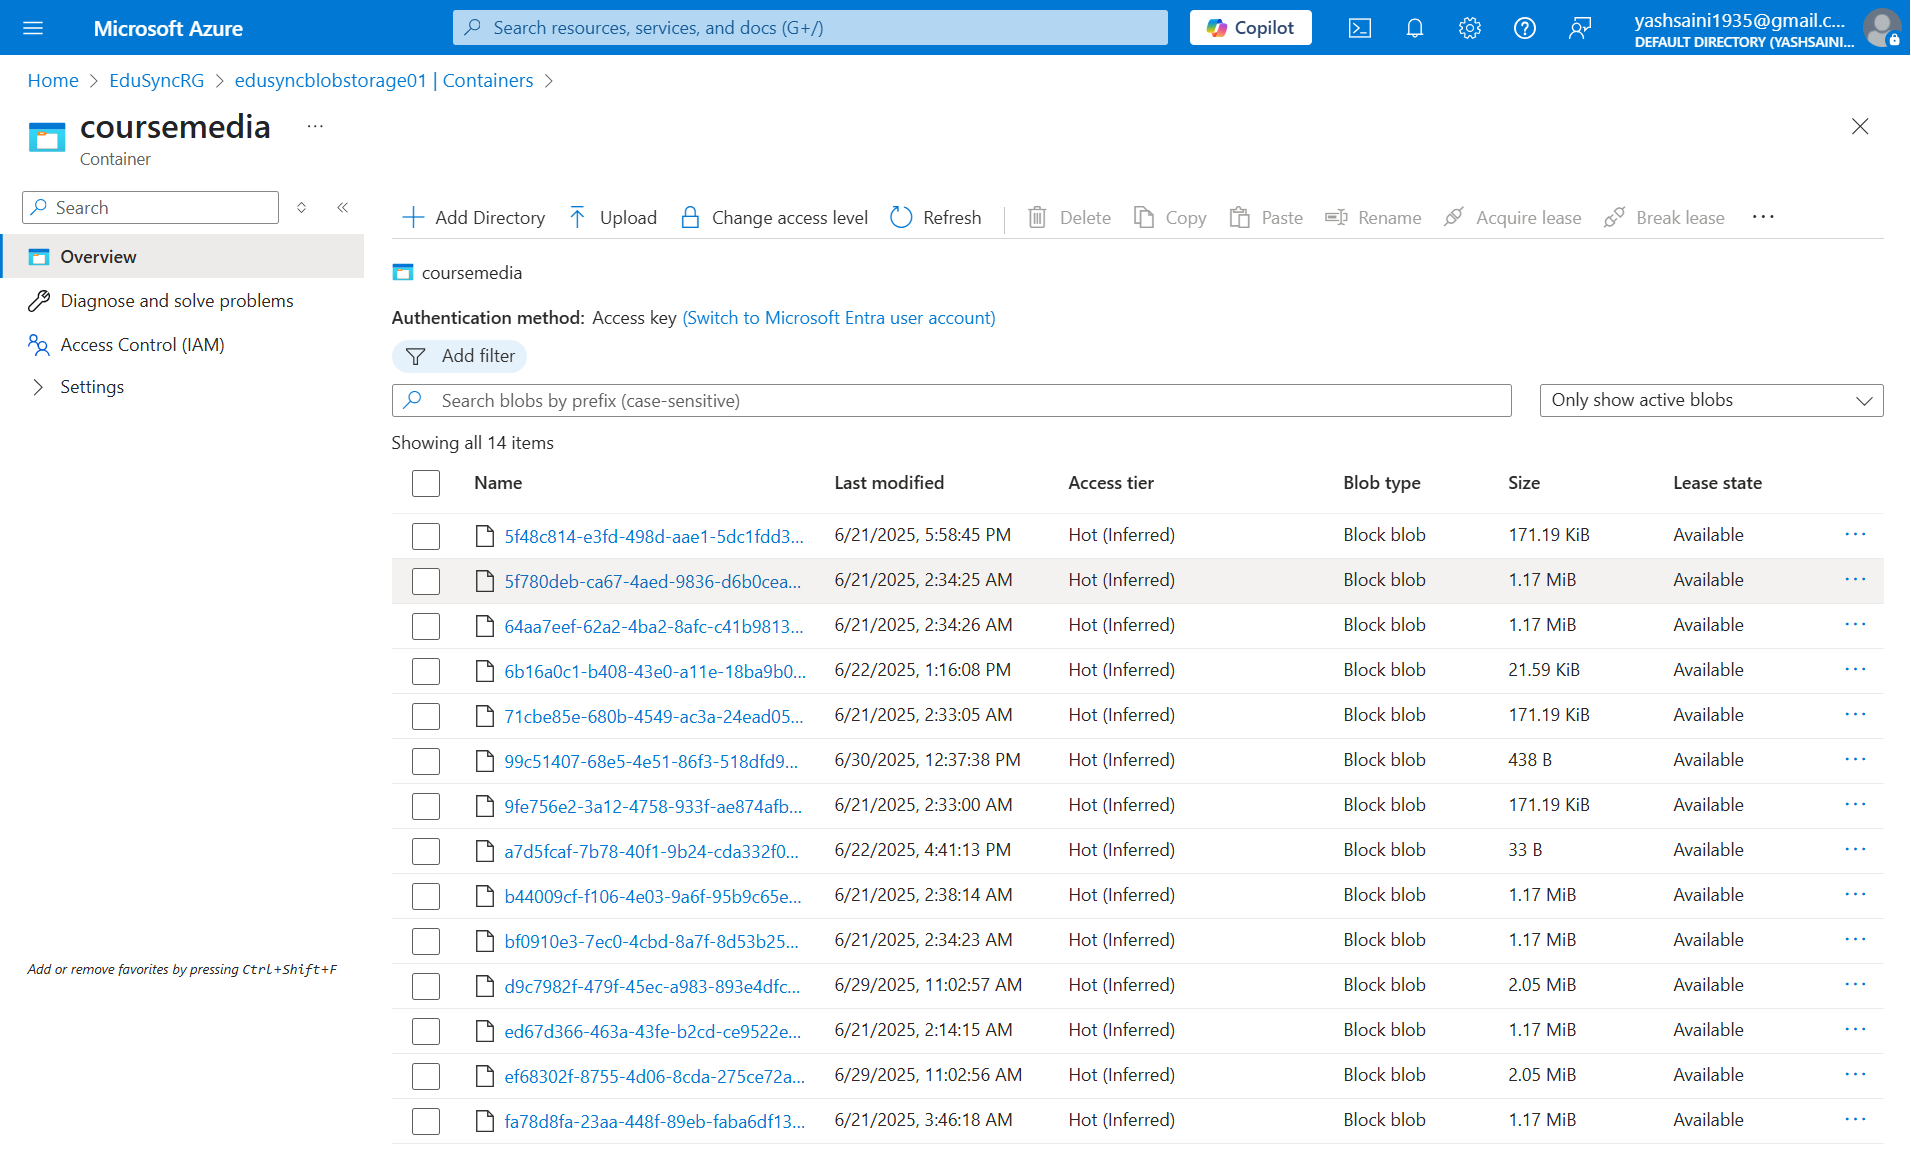 Microsoft Azure
Search resources, services, and docs (G+/)
Copilot
yashsaini1935@gmail.c...
DEFAULT DIRECTORY (YASHSAINI...
Home > EduSyncRG > edusyncblobstorage01 | Containers >
coursemedia ...
Container
Search
Overview
Diagnose and solve problems
Access Control (IAM)
Settings
Add or remove favorites by pressing Ctrl+Shift+F
Add Directory Upload Change access level Refresh Delete Copy Paste Rename Acquire lease Break lease ...
coursemedia
Authentication method: Access key (Switch to Microsoft Entra user account)
Add filter
Search blobs by prefix (case-sensitive) Only show active blobs
Showing all 14 items
Name Last modified Access tier Blob type Size Lease state
5f48c814-e3fd-498d-aae1-5dc1fdd3... 6/21/2025, 5:58:45 PM Hot (Inferred) Block blob 171.19 KiB Available ...
5f780deb-ca67-4aed-9836-d6b0cea... 6/21/2025, 2:34:25 AM Hot (Inferred) Block blob 1.17 MiB Available ...
64aa7eef-62a2-4ba2-8afc-c41b9813... 6/21/2025, 2:34:26 AM Hot (Inferred) Block blob 1.17 MiB Available ...
6b16a0c1-b408-43e0-a11e-18ba9b0... 6/22/2025, 1:16:08 PM Hot (Inferred) Block blob 21.59 KiB Available ...
71cbe85e-680b-4549-ac3a-24ead05... 6/21/2025, 2:33:05 AM Hot (Inferred) Block blob 171.19 KiB Available ...
99c51407-68e5-4e51-86f3-518dfd9... 6/30/2025, 12:37:38 PM Hot (Inferred) Block blob 438 B Available ...
9fe756e2-3a12-4758-933f-ae874afb... 6/21/2025, 2:33:00 AM Hot (Inferred) Block blob 171.19 KiB Available ...
a7d5fcaf-7b78-40f1-9b24-cda332f0... 6/22/2025, 4:41:13 PM Hot (Inferred) Block blob 33 B Available ...
b44009cf-f106-4e03-9a6f-95b9c65e... 6/21/2025, 2:38:14 AM Hot (Inferred) Block blob 1.17 MiB Available ...
bf0910e3-7ec0-4cbd-8a7f-8d53b25... 6/21/2025, 2:34:23 AM Hot (Inferred) Block blob 1.17 MiB Available ...
d9c7982f-479f-45ec-a983-893e4dfc... 6/29/2025, 11:02:57 AM Hot (Inferred) Block blob 2.05 MiB Available ...
ed67d366-463a-43fe-b2cd-ce9522e... 6/21/2025, 2:14:15 AM Hot (Inferred) Block blob 1.17 MiB Available ...
ef68302f-8755-4d06-8cda-275ce72a... 6/29/2025, 11:02:56 AM Hot (Inferred) Block blob 2.05 MiB Available ...
fa78d8fa-23aa-448f-89eb-faba6df13... 6/21/2025, 3:46:18 AM Hot (Inferred) Block blob 1.17 MiB Available ...